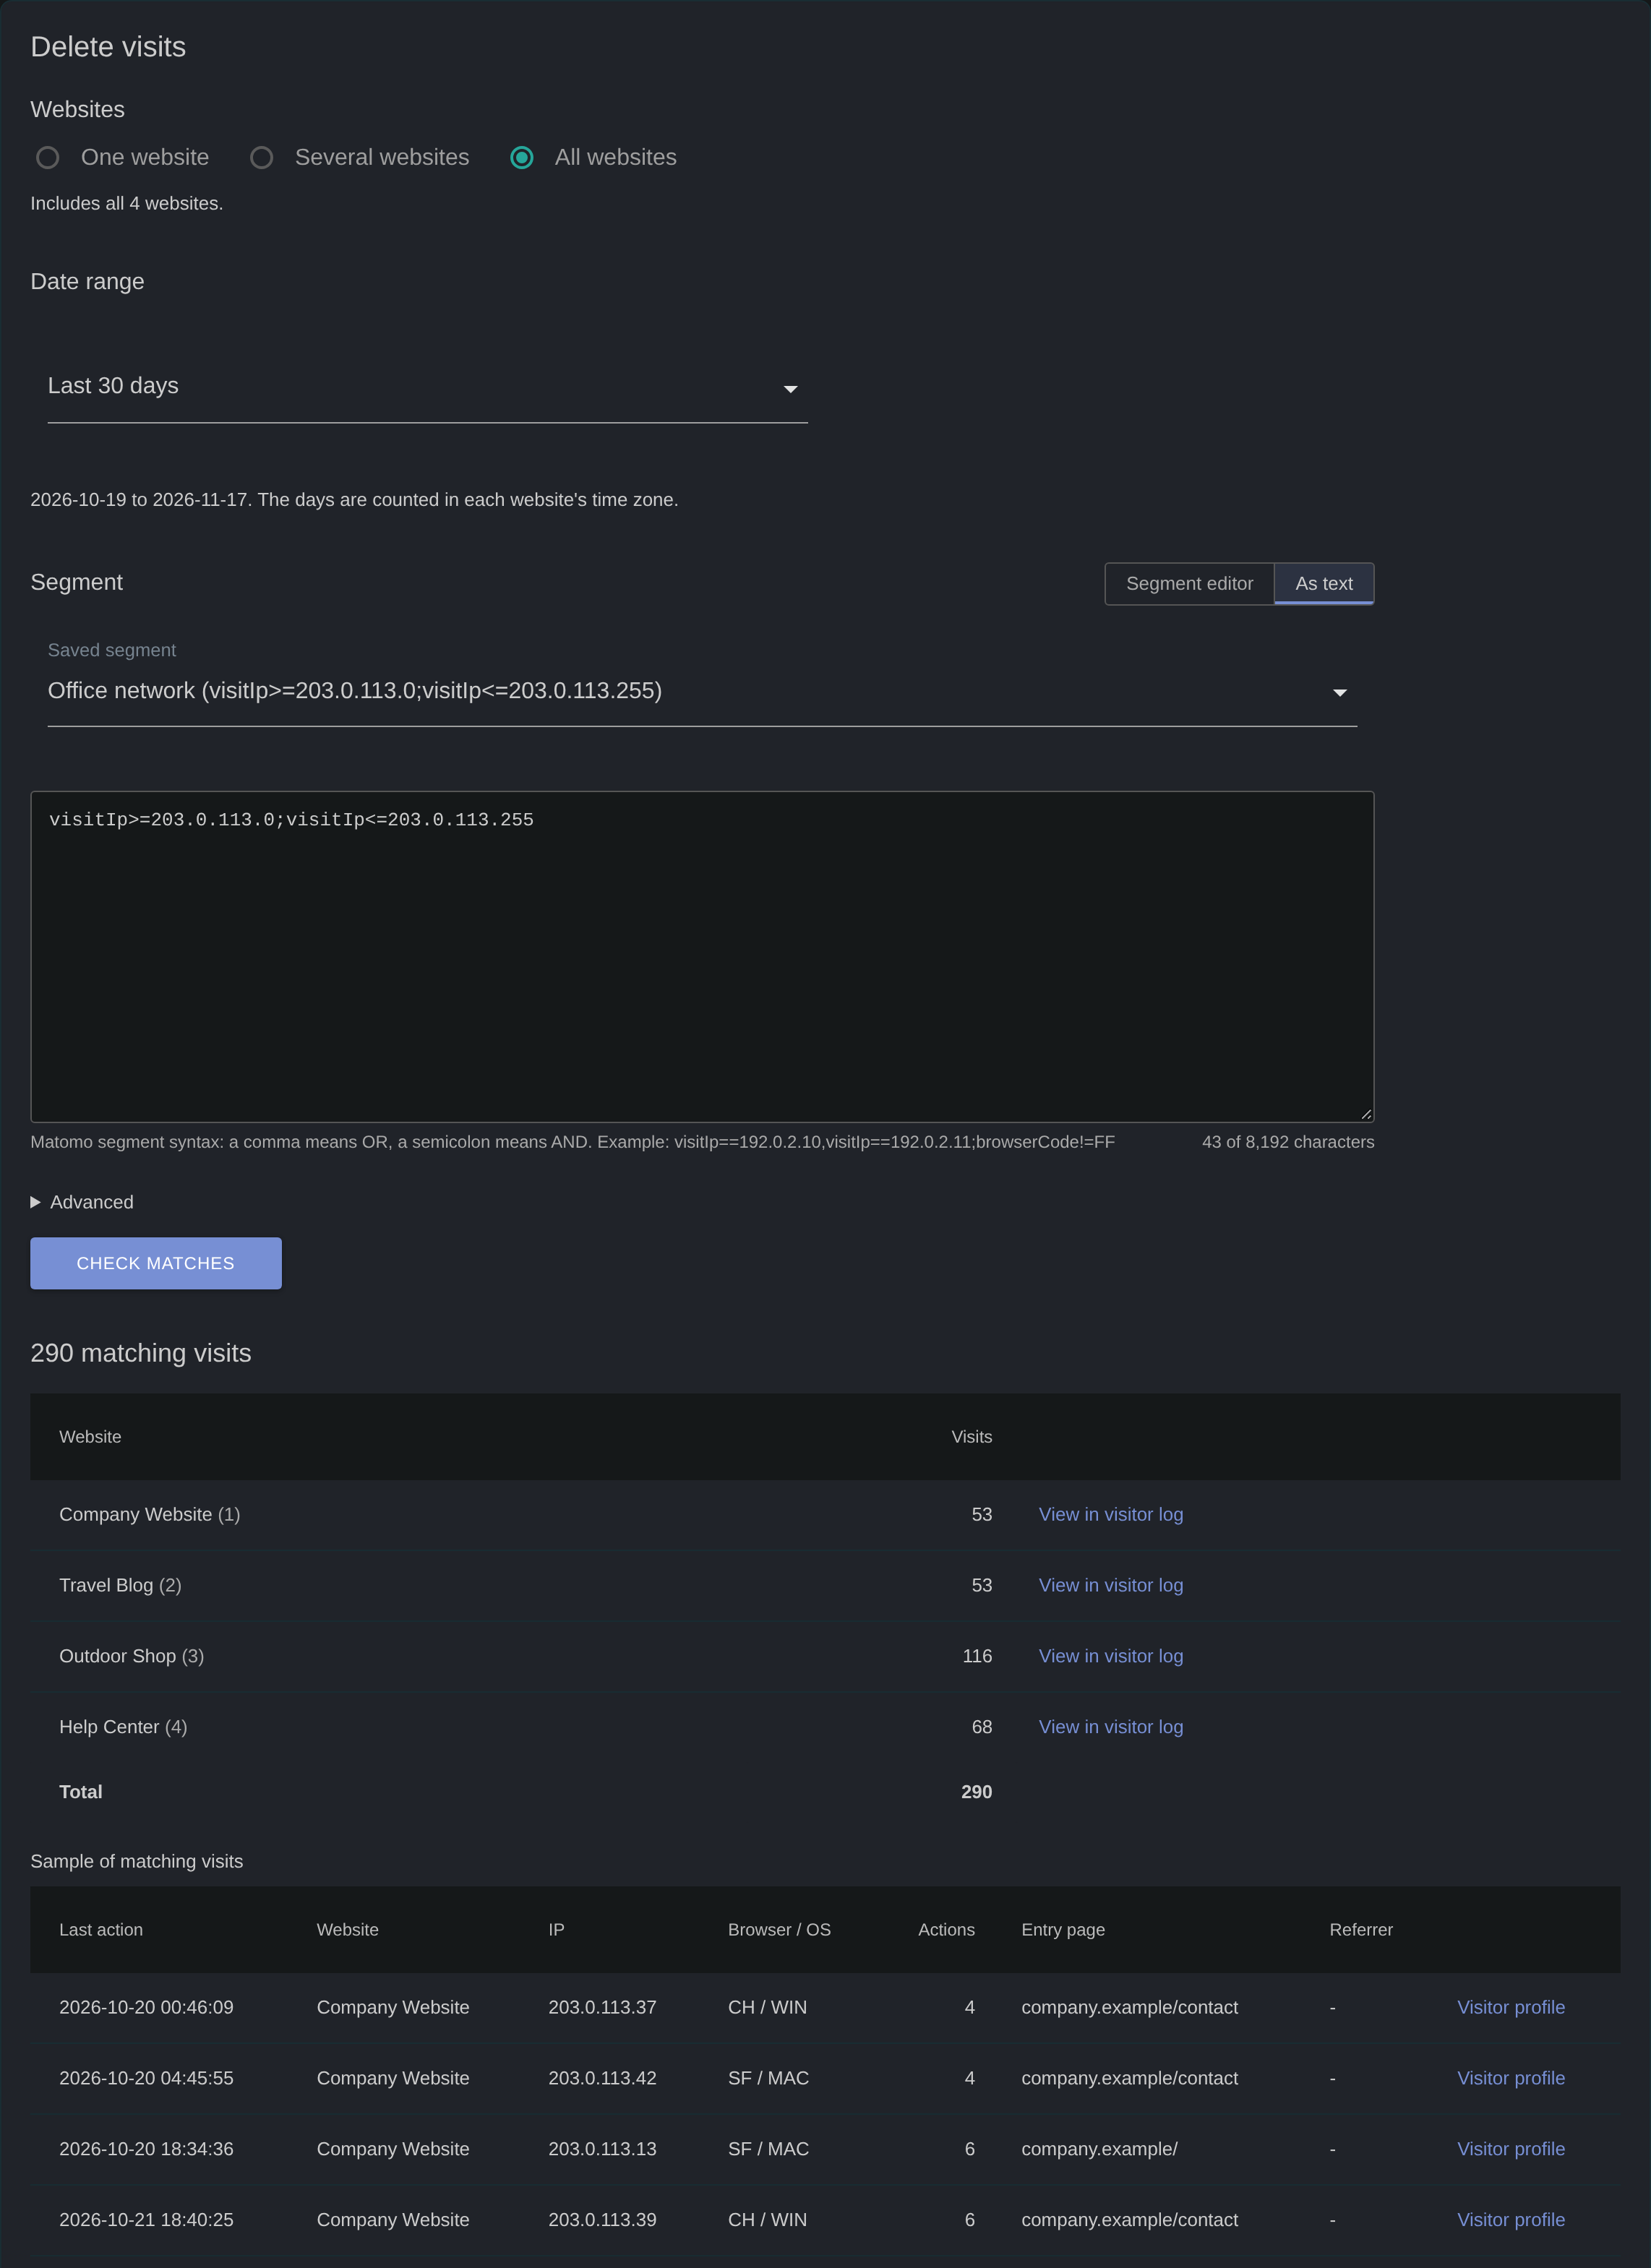 Delete visits
Websites
One website Several websites All websites
Includes all 4 websites.
Date range
Last 30 days
2026-10-19 to 2026-11-17. The days are counted in each website's time zone.
Segment Segment editor As text
Saved segment
Office network (visitIp>=203.0.113.0;visitIp<=203.0.113.255)
visitIp>=203.0.113.0;visitIp<=203.0.113.255
Matomo segment syntax: a comma means OR, a semicolon means AND. Example: visitIp==192.0.2.10,visitIp==192.0.2.11;browserCode!=FF 43 of 8,192 characters
Advanced
CHECK MATCHES
290 matching visits
Website Visits
Company Website (1) 53 View in visitor log
Travel Blog (2) 53 View in visitor log
Outdoor Shop (3) 116 View in visitor log
Help Center (4) 68 View in visitor log
Total 290
Sample of matching visits
Last action Website IP Browser / OS Actions Entry page Referrer
2026-10-20 00:46:09 Company Website 203.0.113.37 CH / WIN 4 company.example/contact - Visitor profile
2026-10-20 04:45:55 Company Website 203.0.113.42 SF / MAC 4 company.example/contact - Visitor profile
2026-10-20 18:34:36 Company Website 203.0.113.13 SF / MAC 6 company.example/ - Visitor profile
2026-10-21 18:40:25 Company Website 203.0.113.39 CH / WIN 6 company.example/contact - Visitor profile